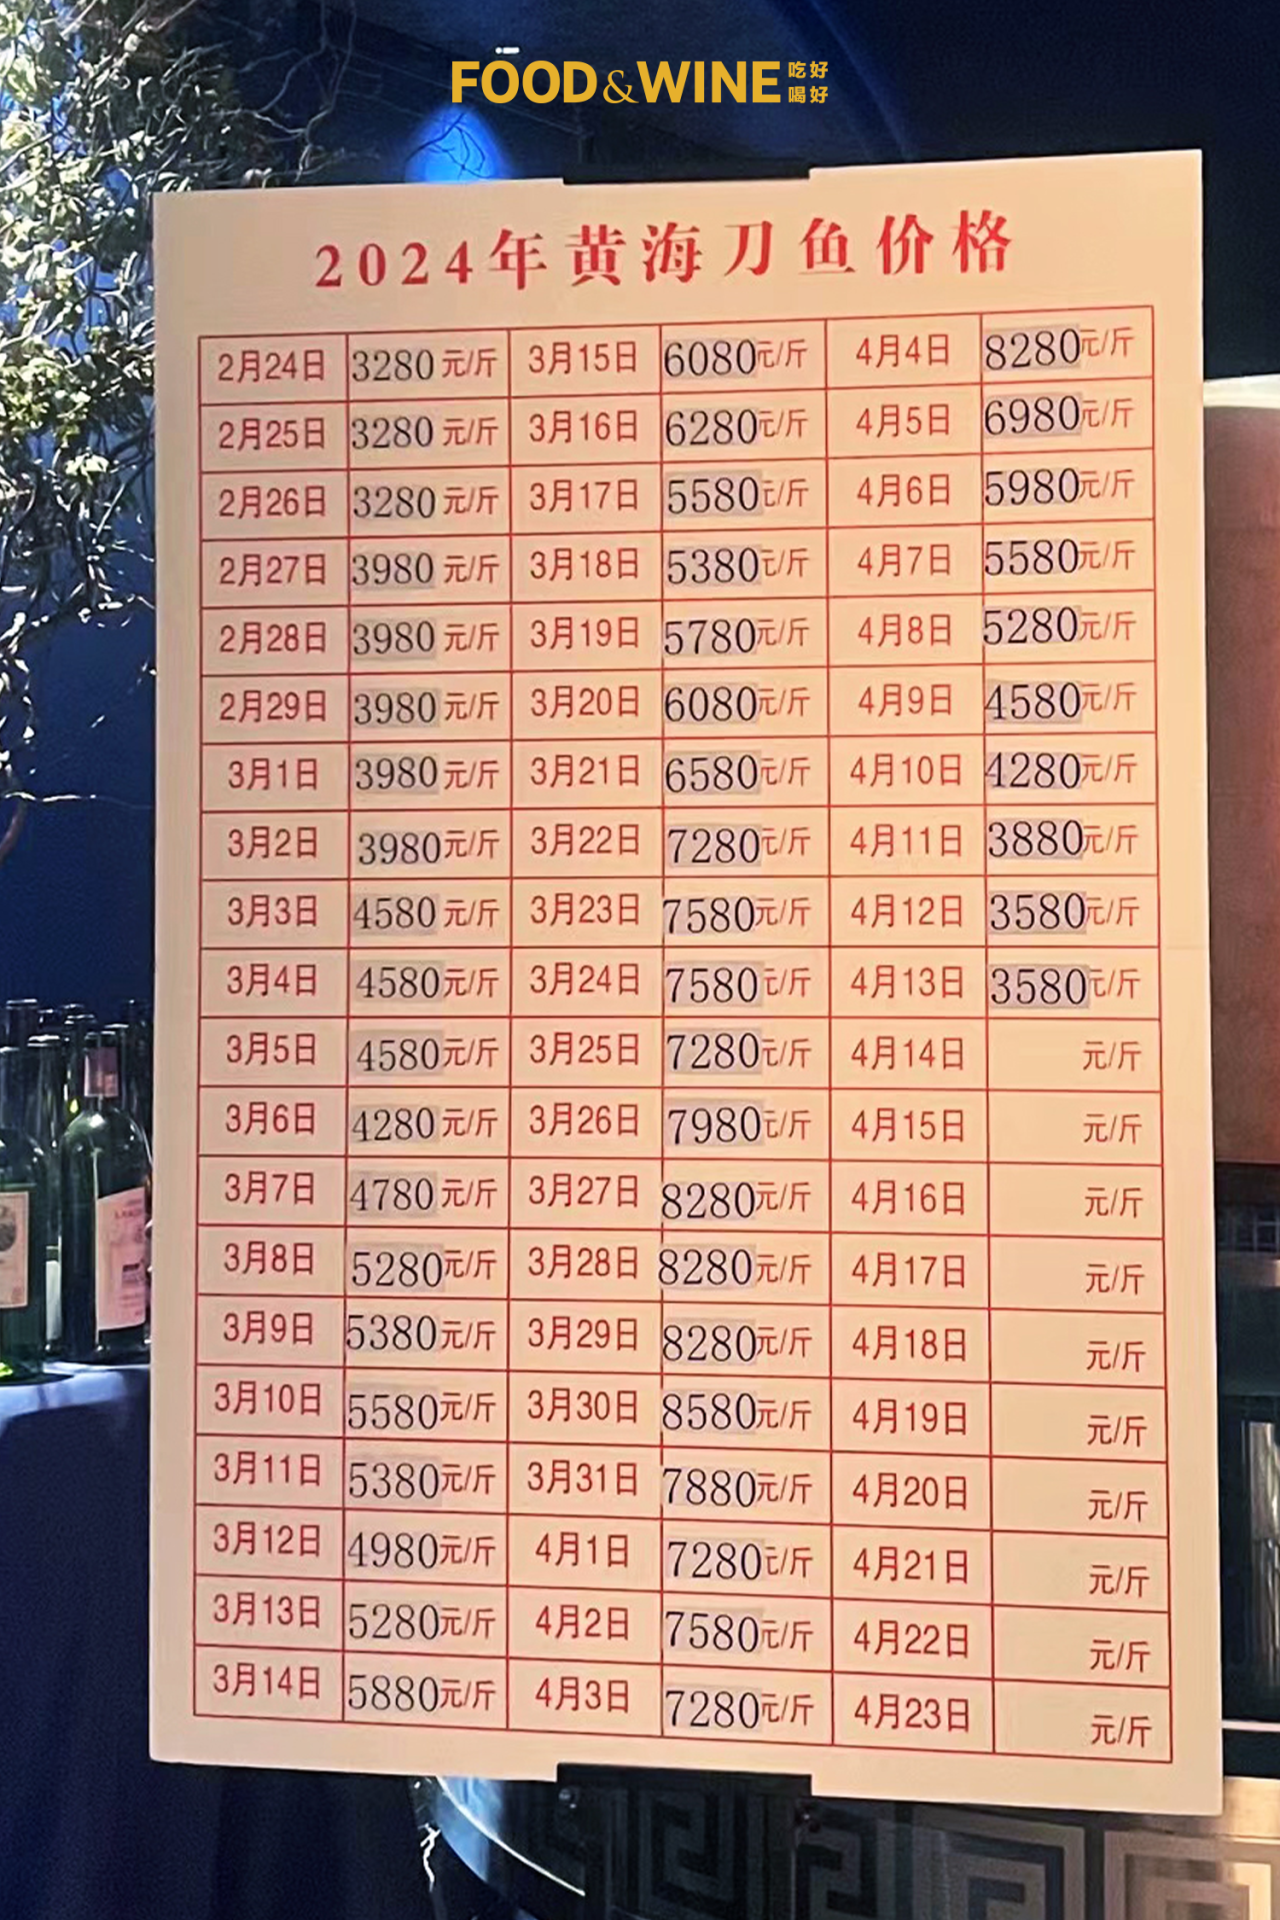 FOOD&WINE 吃好
喝好
2024年黄海刀鱼价格
2月24日 3280元/斤 3月15日 6080元/斤 4月4日 8280元/斤
2月25日 3280元/斤 3月16日 6280元/斤 4月5日 6980元/斤
2月26日 3280元/斤 3月17日 5580元/斤 4月6日 5980元/斤
2月27日 3980元/斤 3月18日 5380元/斤 4月7日 5580元/斤
2月28日 3980元/斤 3月19日 5780元/斤 4月8日 5280元/斤
2月29日 3980元/斤 3月20日 6080元/斤 4月9日 4580元/斤
3月1日 3980元/斤 3月21日 6580元/斤 4月10日 4280元/斤
3月2日 3980元/斤 3月22日 7280元/斤 4月11日 3880元/斤
3月3日 4580元/斤 3月23日 7580元/斤 4月12日 3580元/斤
3月4日 4580元/斤 3月24日 7580元/斤 4月13日 3580元/斤
3月5日 4580元/斤 3月25日 7280元/斤 4月14日 元/斤
3月6日 4280元/斤 3月26日 7980元/斤 4月15日 元/斤
3月7日 4780元/斤 3月27日 8280元/斤 4月16日 元/斤
3月8日 5280元/斤 3月28日 8280元/斤 4月17日 元/斤
3月9日 5380元/斤 3月29日 8280元/斤 4月18日 元/斤
3月10日 5580元/斤 3月30日 8580元/斤 4月19日 元/斤
3月11日 5380元/斤 3月31日 7880元/斤 4月20日 元/斤
3月12日 4980元/斤 4月1日 7280元/斤 4月21日 元/斤
3月13日 5280元/斤 4月2日 7580元/斤 4月22日 元/斤
3月14日 5880元/斤 4月3日 7280元/斤 4月23日 元/斤